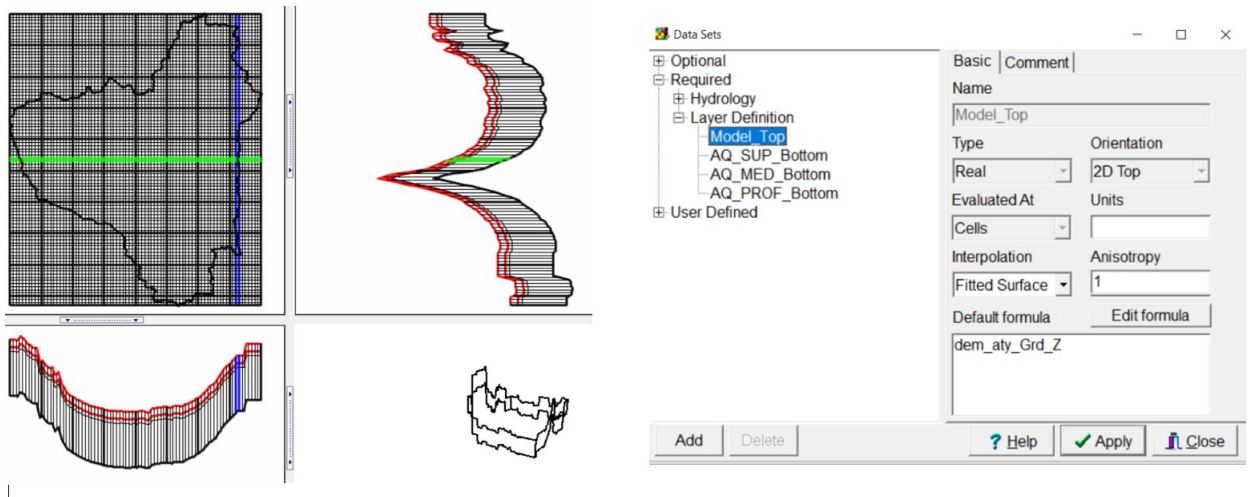 Data Sets
Optional
Required
Hydrology
Layer Definition
Model_Top
AQ_SUP_Bottom
AQ_MED_Bottom
AQ_PROF_Bottom
User Defined
Basic Comment
Name
Model_Top
Type Orientation
Real 2D Top
Evaluated At Units
Cells
Interpolation Anisotropy
Fitted Surface 1
Default formula Edit formula
dem_aty_Grd_Z
Add Delete ? Help Apply Close